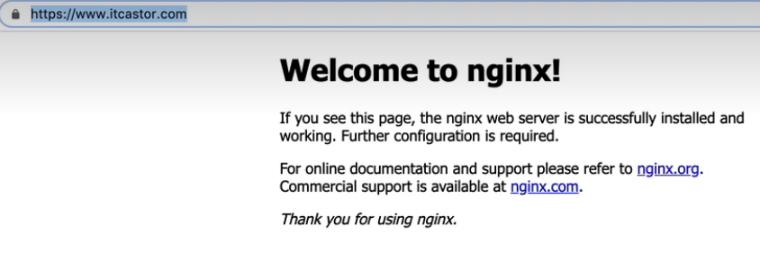 https://www.itcastor.com
Welcome to nginx!
If you see this page, the nginx web server is successfully installed and
working. Further configuration is required.
For online documentation and support please refer to nginx.org.
Commercial support is available at nginx.com.
Thank you for using nginx.